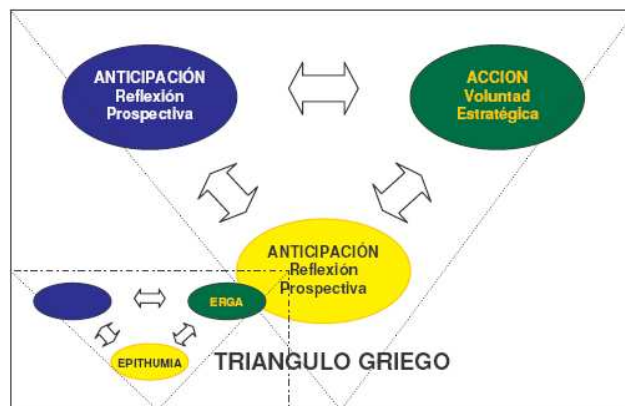 ANTICIPACIÓN
Reflexión
Prospectiva
ACCION
Voluntad
Estratégica
ANTICIPACIÓN
Reflexión
Prospectiva
ERGA
EPITHUMIA
TRIANGULO GRIEGO